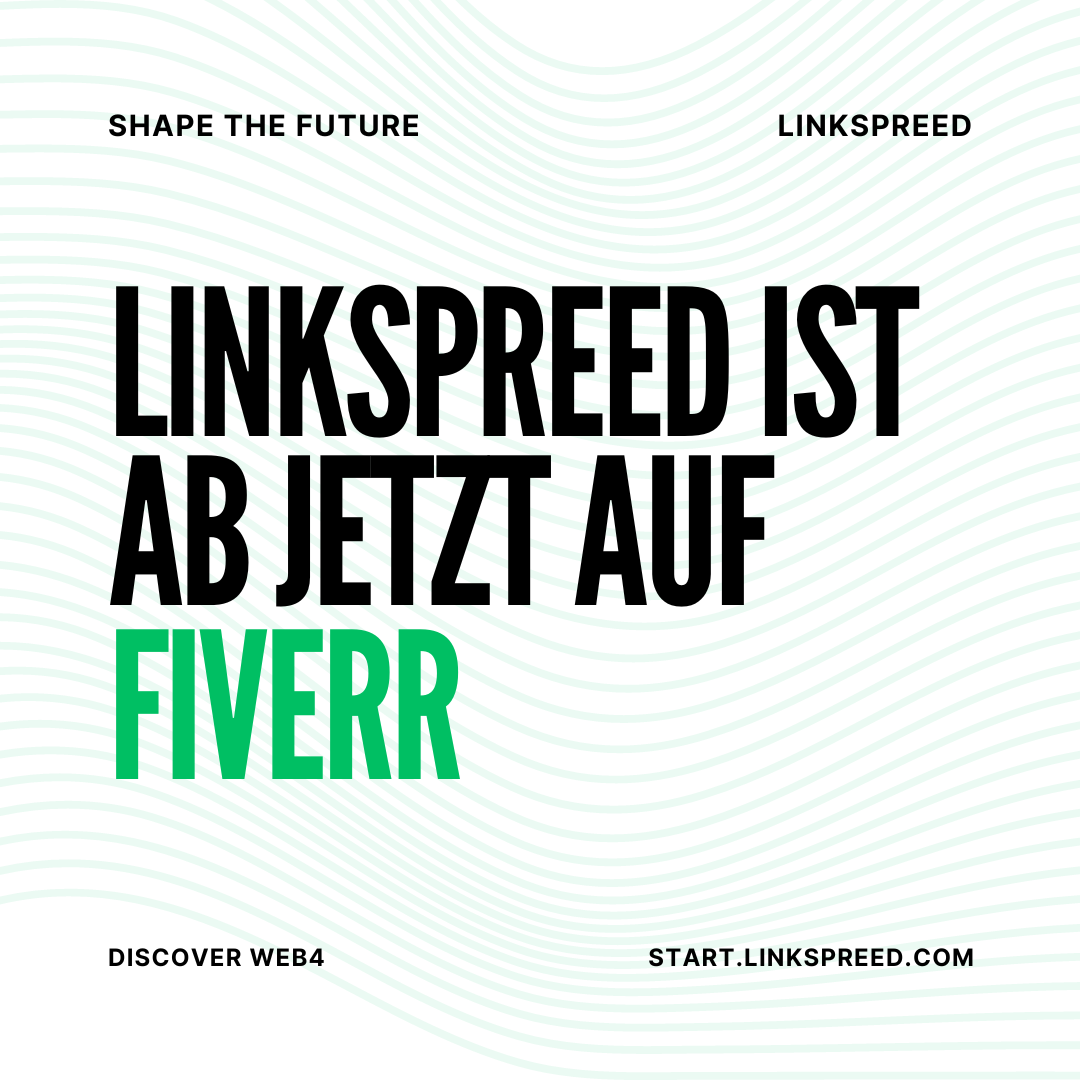 SHAPE THE FUTURE
LINKSPREED
LINKSPREED IST
AB JETZT AUF
FIVERR
DISCOVER WEB4
START.LINKSPREED.COM